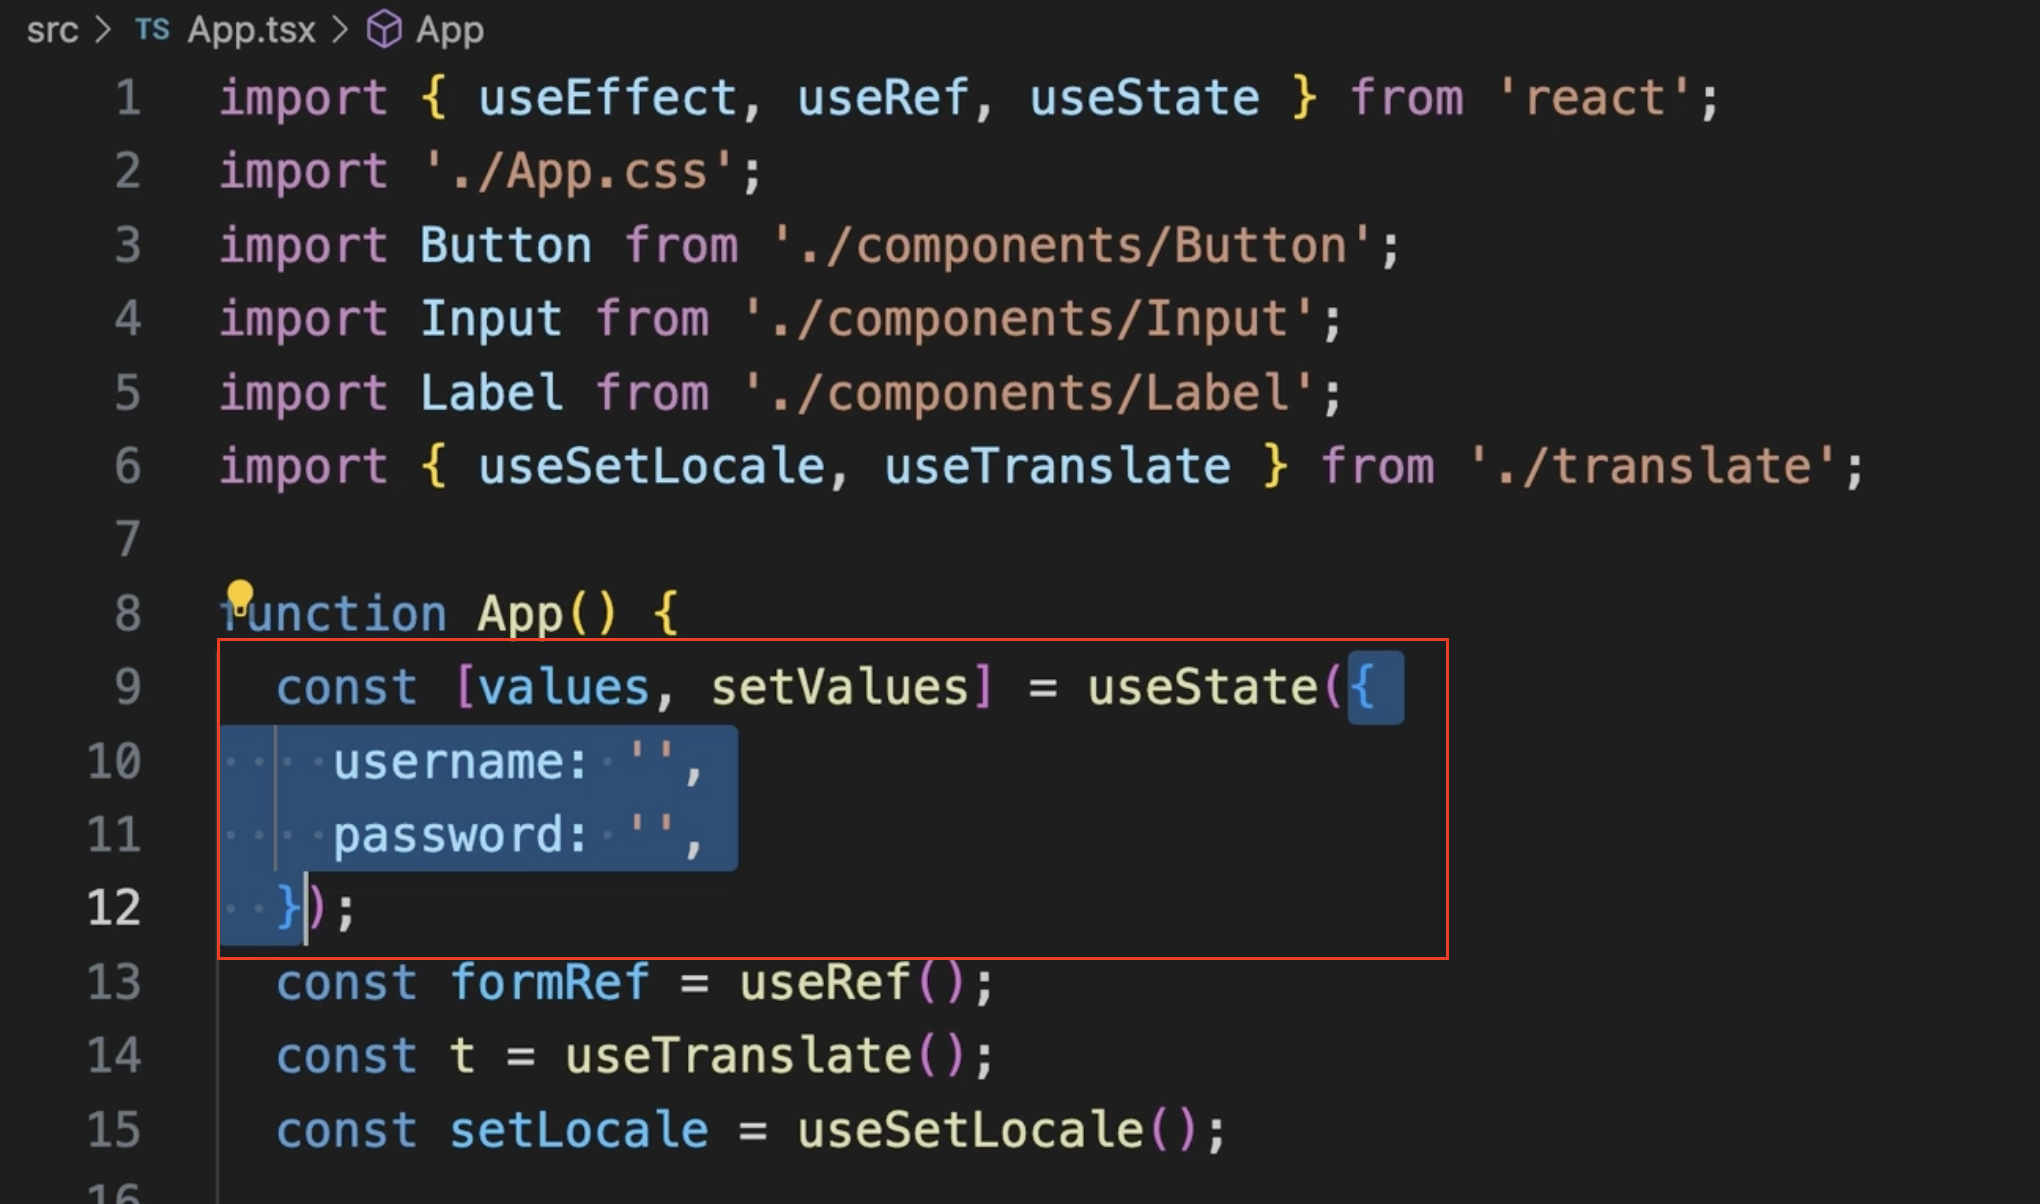 src > TS App.tsx > App
1 import { useEffect, useRef, useState } from 'react';
2 import './App.css';
3 import Button from './components/Button';
4 import Input from './components/Input';
5 import Label from './components/Label';
6 import { useSetLocale, useTranslate } from './translate';
7
8 function App() {
9 const [values, setValues] = useState({
10 username: '',
11 password: '',
12 });
13 const formRef = useRef();
14 const t = useTranslate();
15 const setLocale = useSetLocale();
16